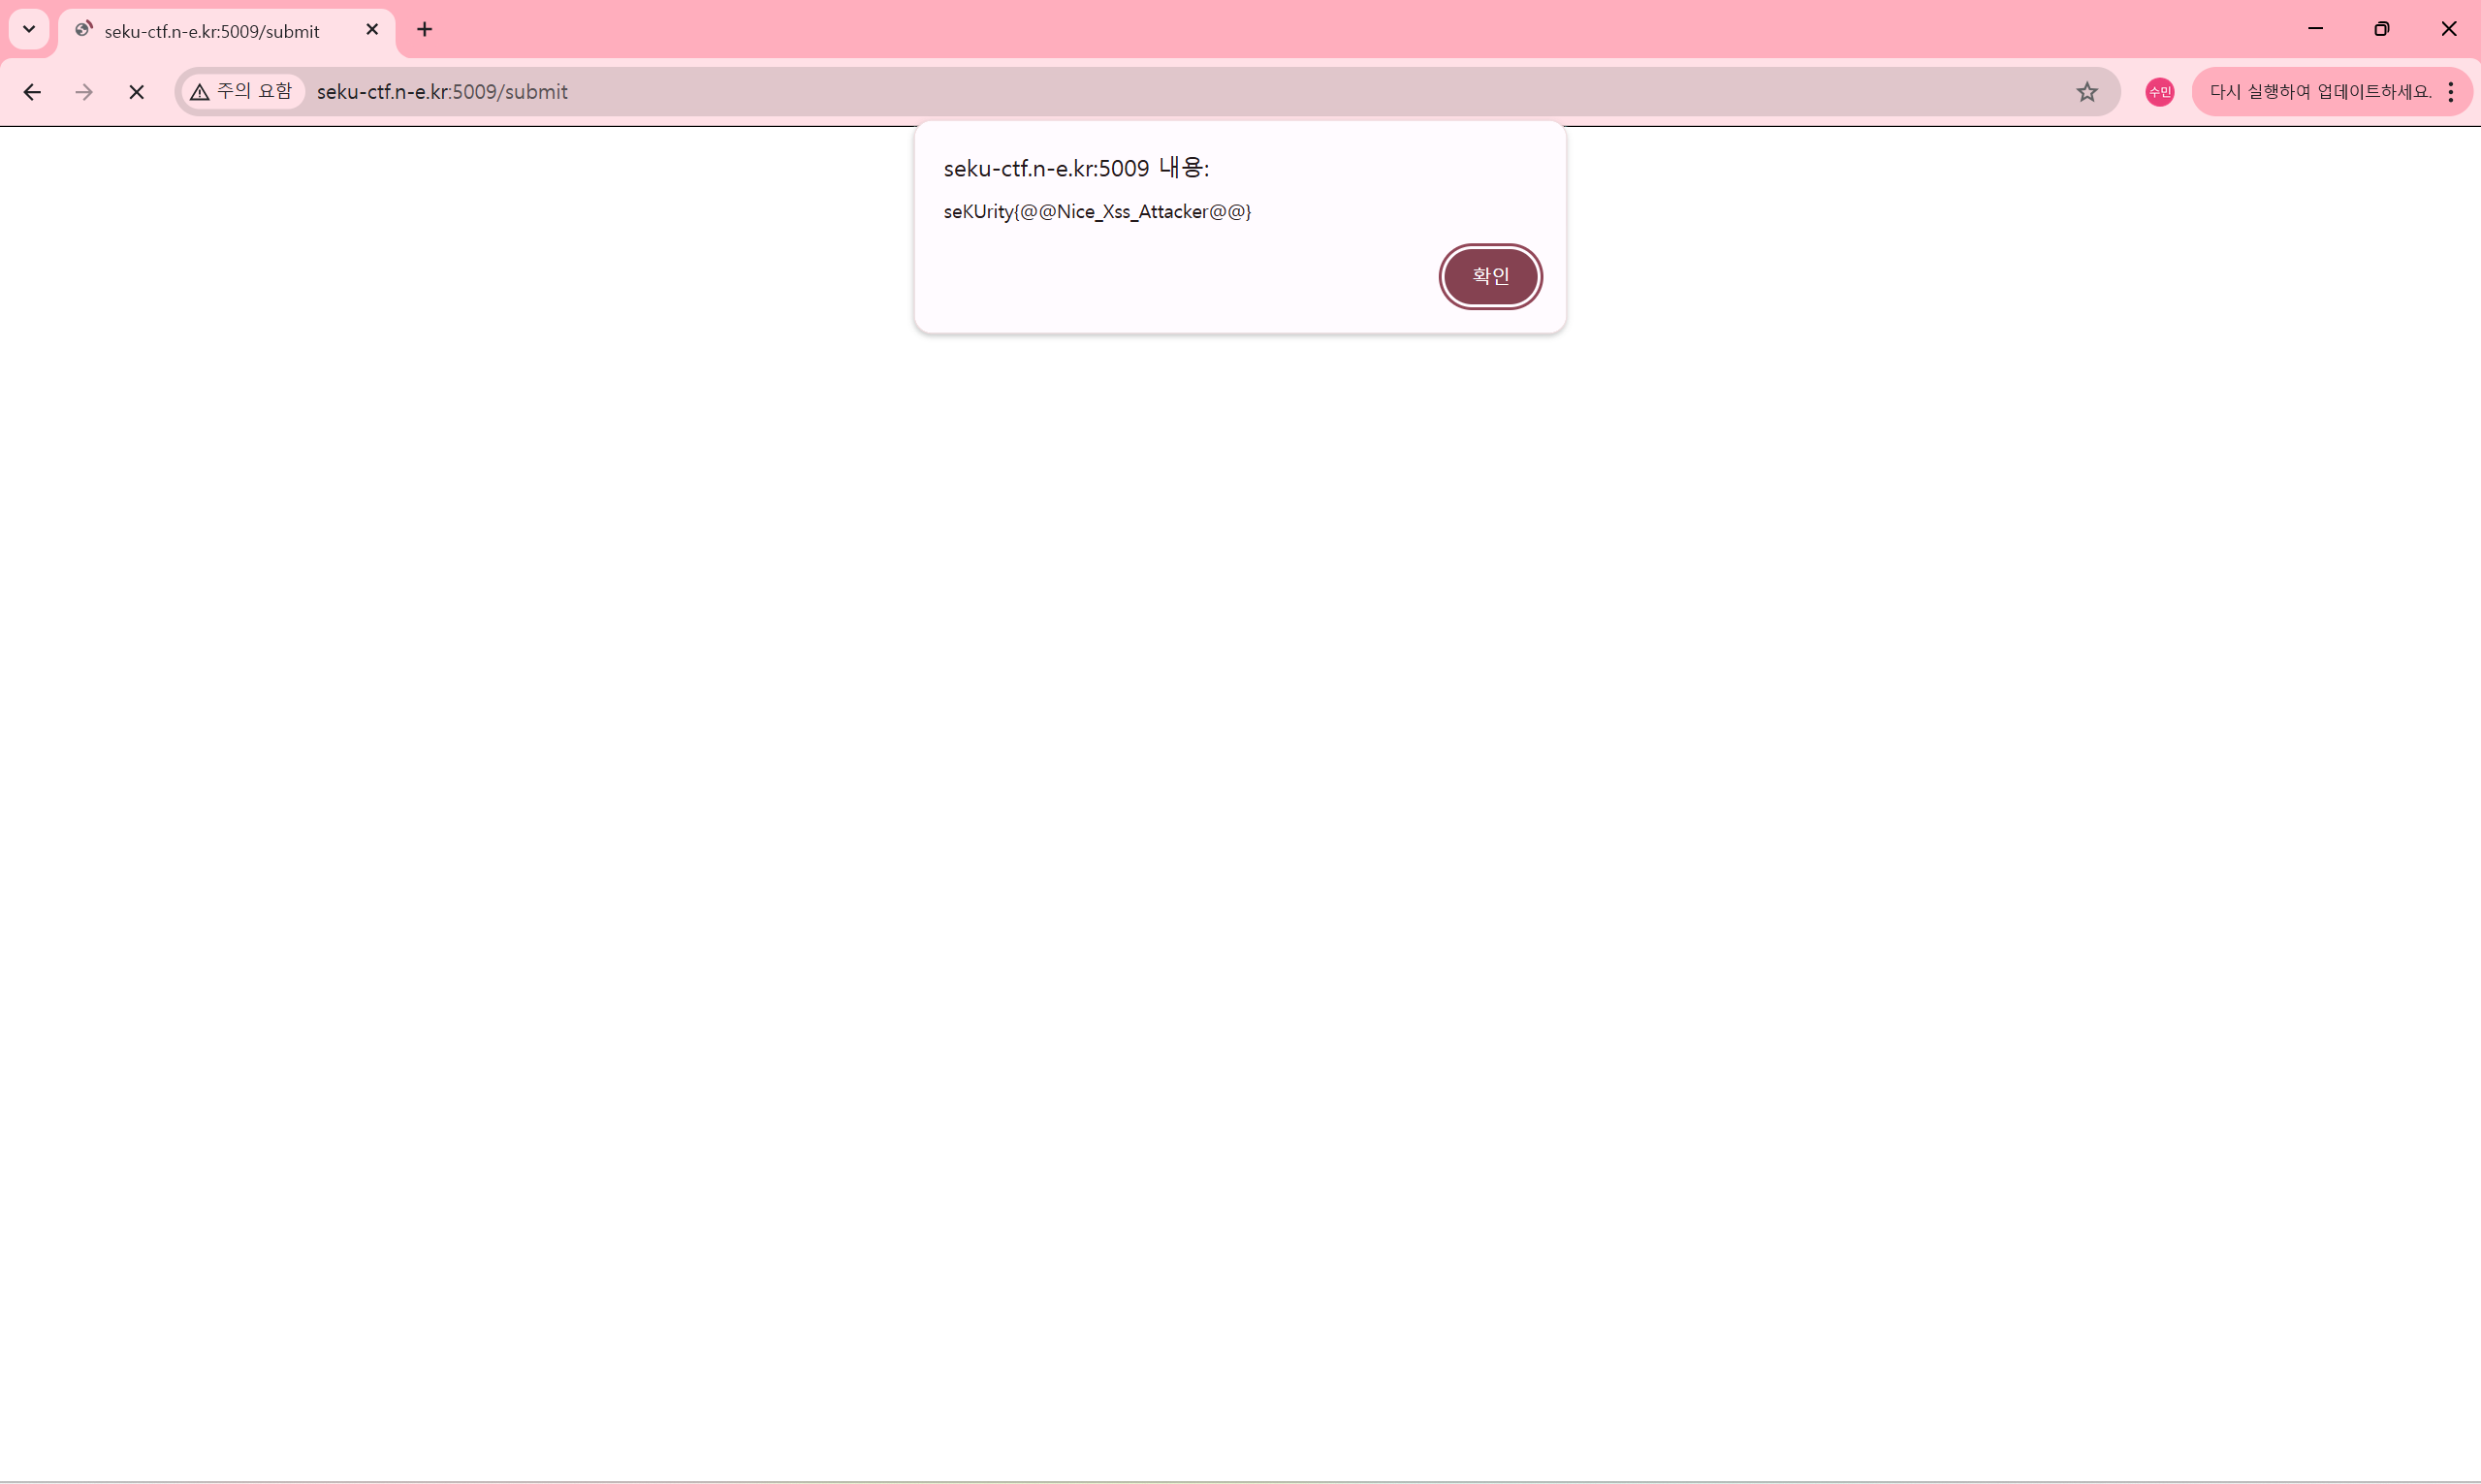 seku-ctf.n-e.kr:5009/submit
주의 요함
seku-ctf.n-e.kr:5009/submit
수민
다시 실행하여 업데이트하세요.
seku-ctf.n-e.kr:5009 내용:
seKUrity{@@Nice_Xss_Attacker@@}
확인